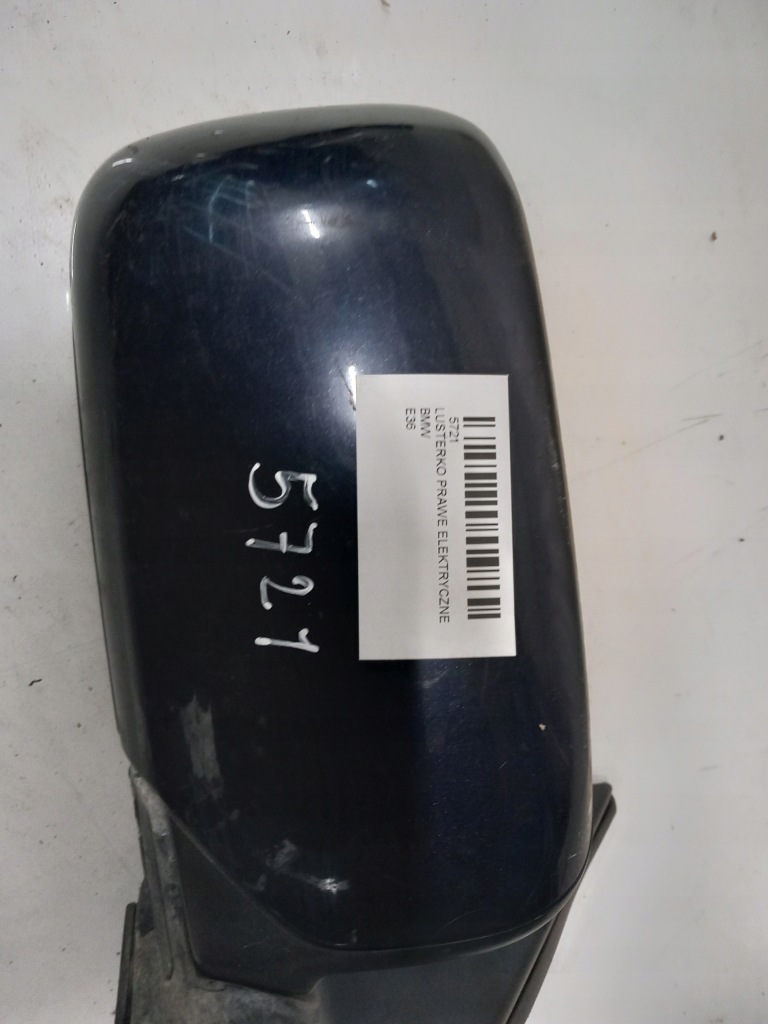 5721
LUSTERKO PRAWE ELEKTRYCZNE
BMW
E36
5721